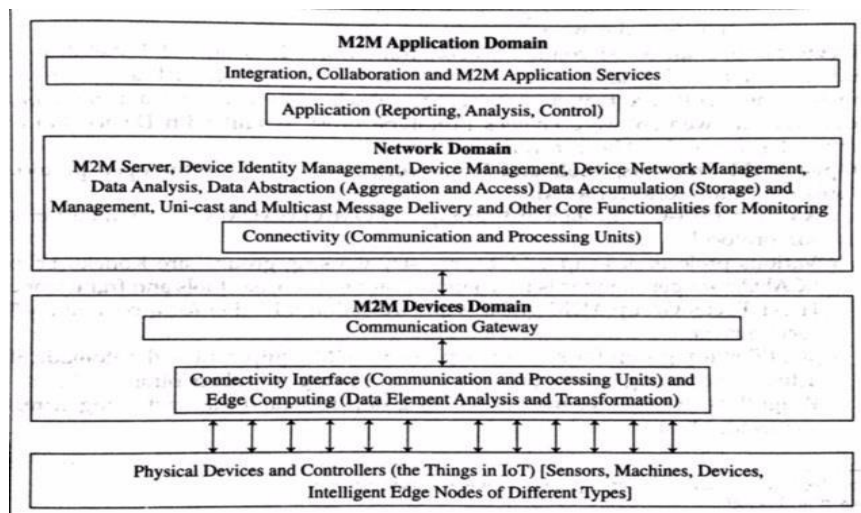 M2M Application Domain
Integration, Collaboration and M2M Application Services
Application (Reporting, Analysis, Control)
Network Domain
M2M Server, Device Identity Management, Device Management, Device Network Management,
Data Analysis, Data Abstraction (Aggregation and Access) Data Accumulation (Storage) and
Management, Uni-cast and Multicast Message Delivery and Other Core Functionalities for Monitoring
Connectivity (Communication and Processing Units)
M2M Devices Domain
Communication Gateway
Connectivity Interface (Communication and Processing Units) and
Edge Computing (Data Element Analysis and Transformation)
Physical Devices and Controllers (the Things in IoT) [Sensors, Machines, Devices,
Intelligent Edge Nodes of Different Types]